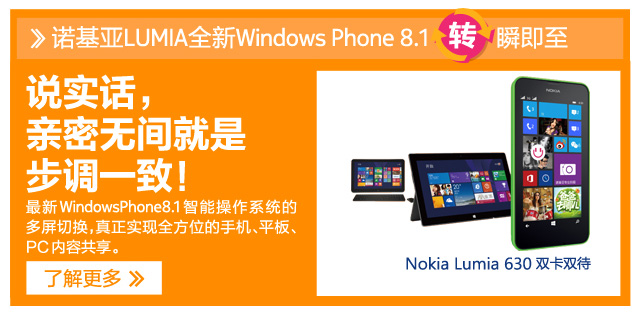 » 诺基亚LUMIA全新Windows Phone 8.1 转 瞬即至
说实话，
亲密无间就是
步调一致！
最新WindowsPhone8.1智能操作系统的
多屏切换，真正实现全方位的手机、平板、
PC内容共享。
了解更多 »
NOKIA
Nokia Lumia 630 双卡双待